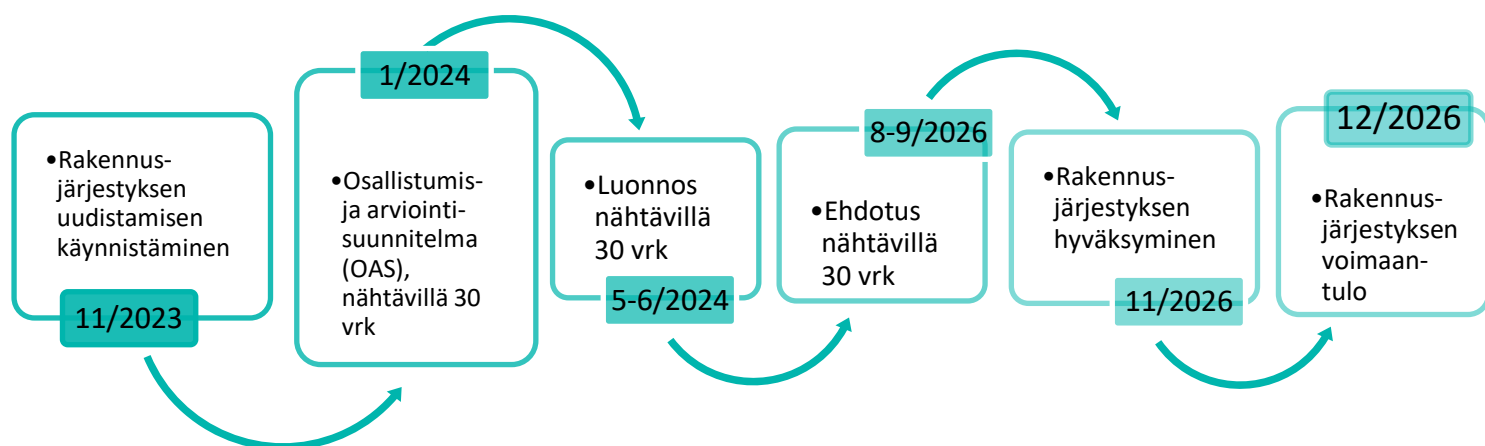 •Rakennus-
järjestyksen
uudistamisen
käynnistäminen
11/2023
1/2024
•Osallistumis-
ja arviointi-
suunnitelma
(OAS),
nähtävillä 30
vrk
•Luonnos
nähtävillä
30 vrk
5-6/2024
8-9/2026
•Ehdotus
nähtävillä
30 vrk
•Rakennus-
järjestyksen
hyväksyminen
11/2026
12/2026
•Rakennus-
järjestyksen
voimaan-
tulo